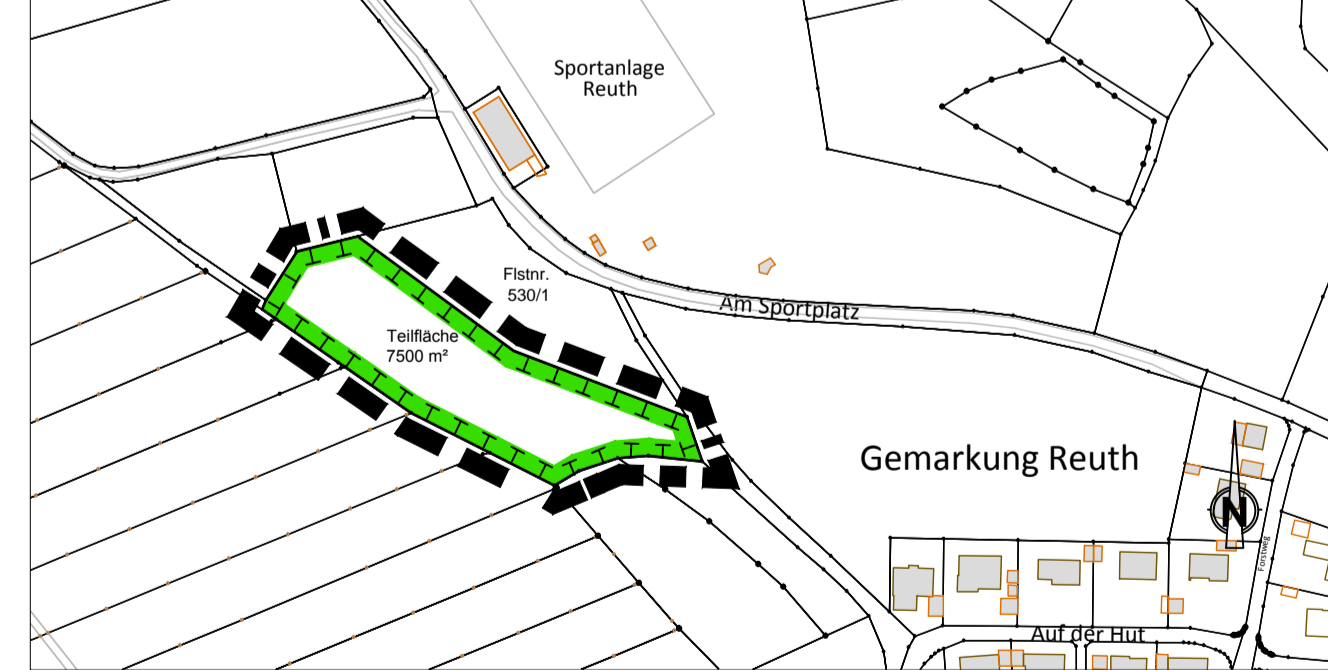 Sportanlage
Reuth
Flstnr.
530/1
Am Sportplatz
Teilfläche
7500 m²
Gemarkung Reuth
N
Forstweg
Auf der Hut